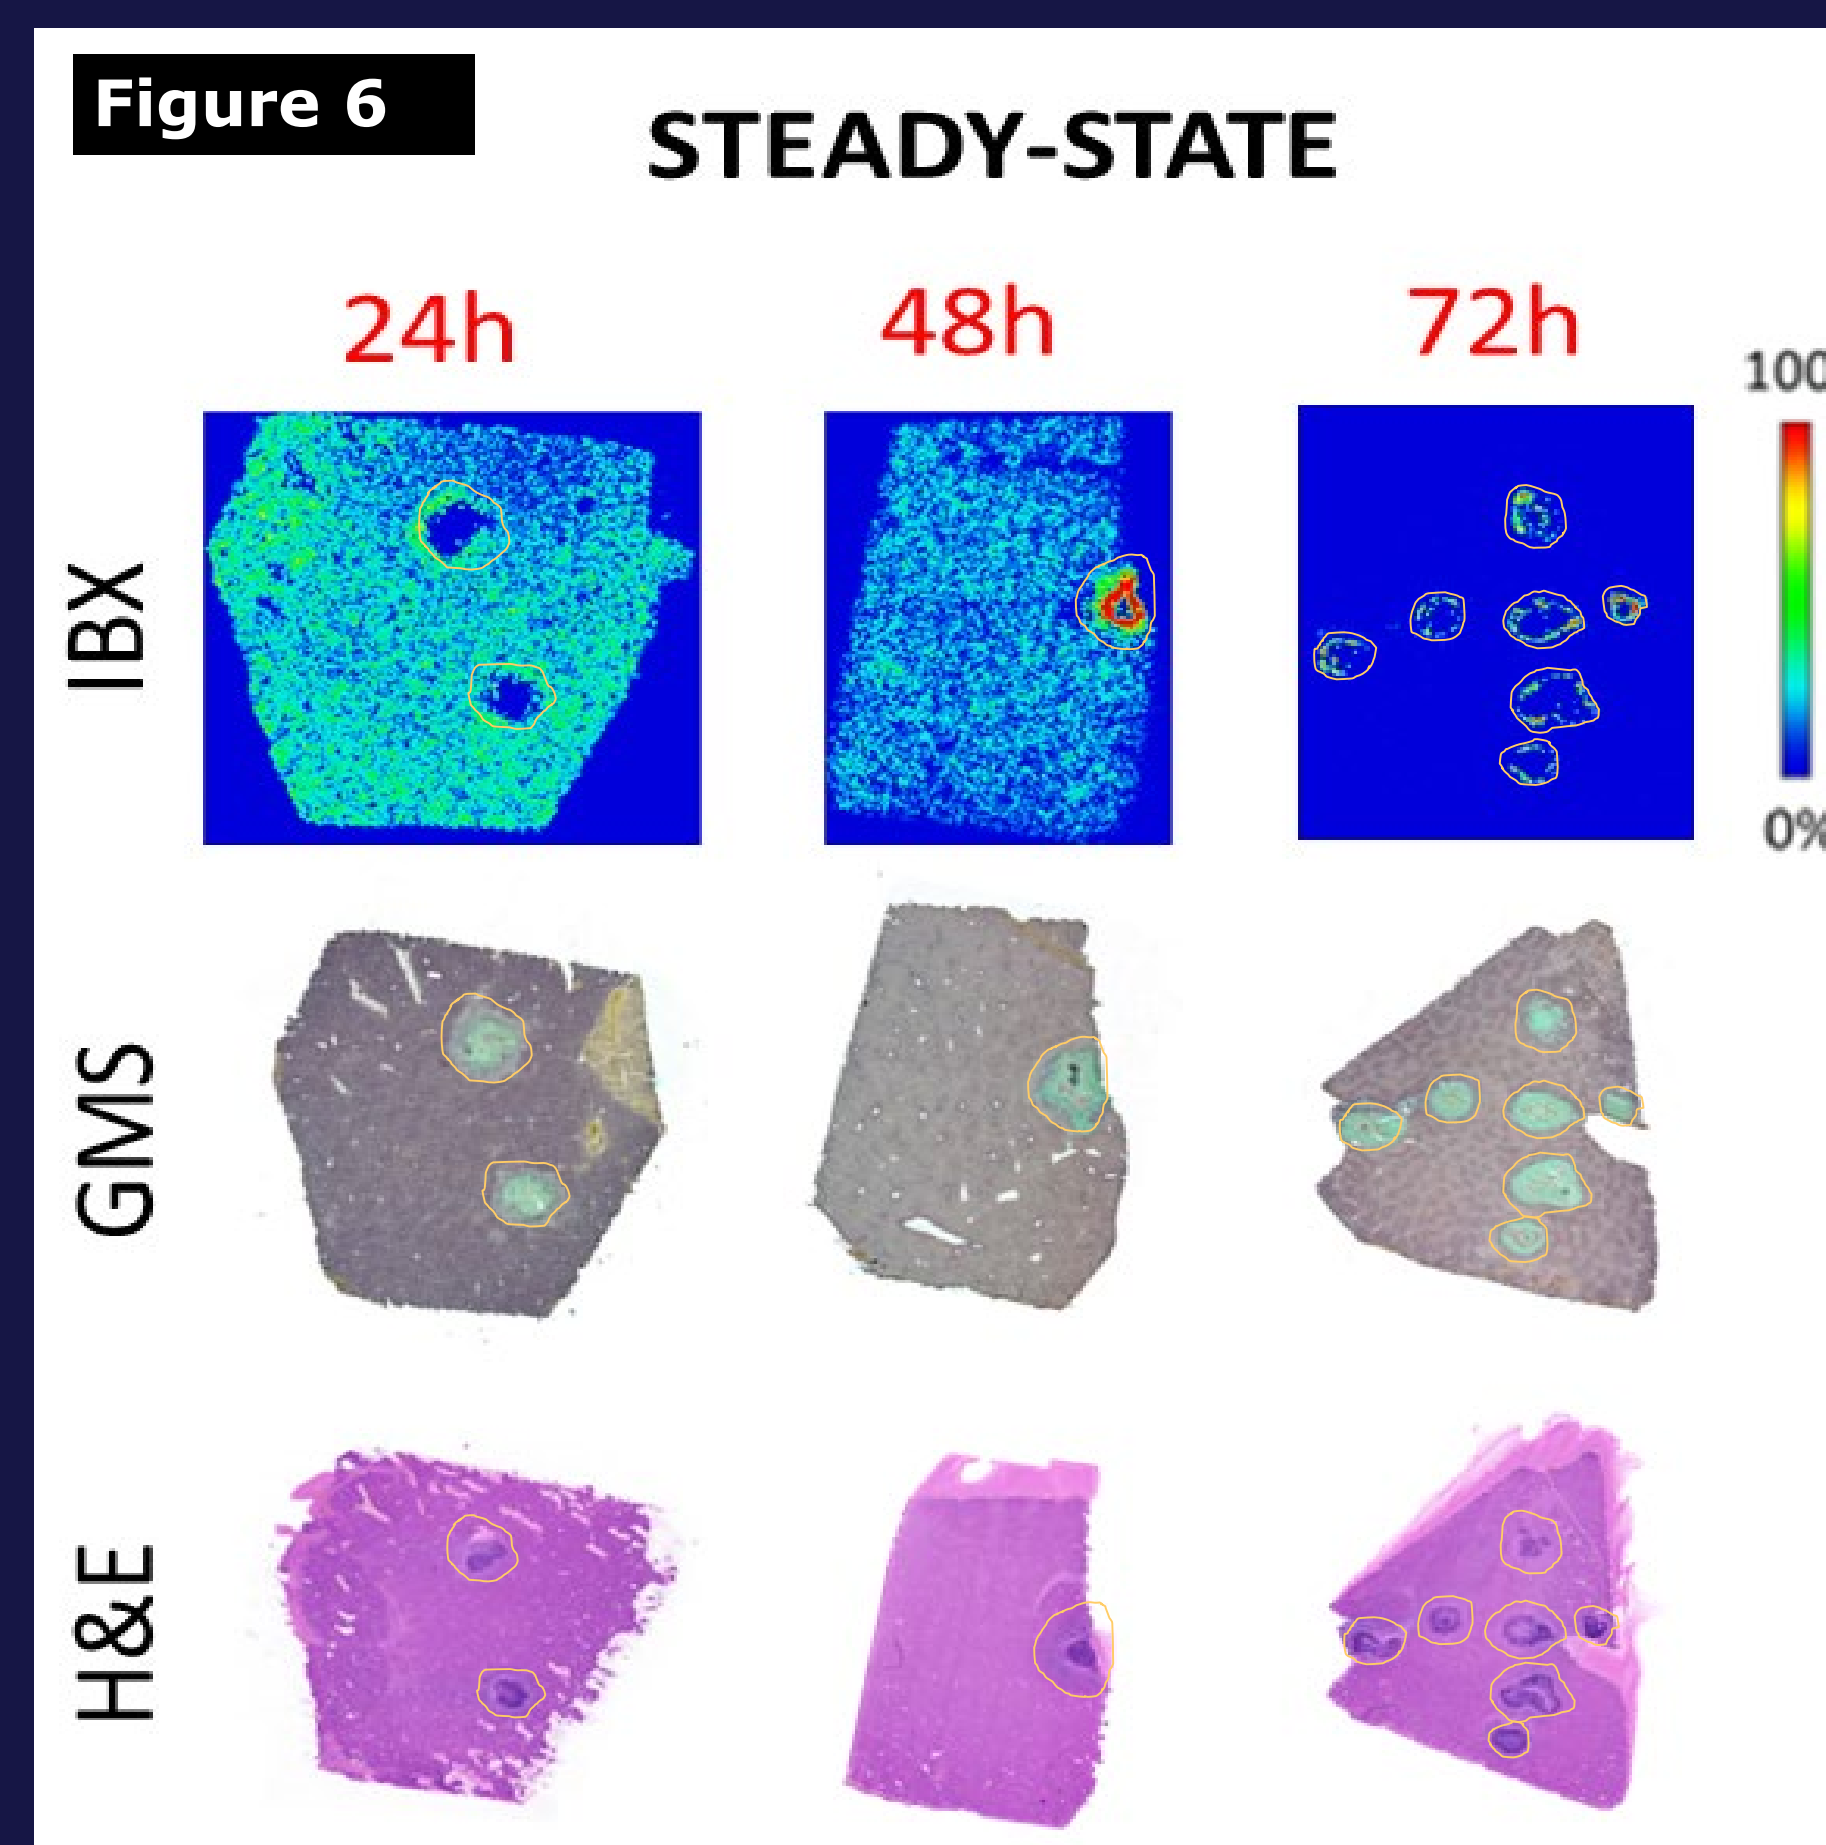 Figure 6
STEADY-STATE
24h
48h
72h
100
IBX
0%
GMS
H&E